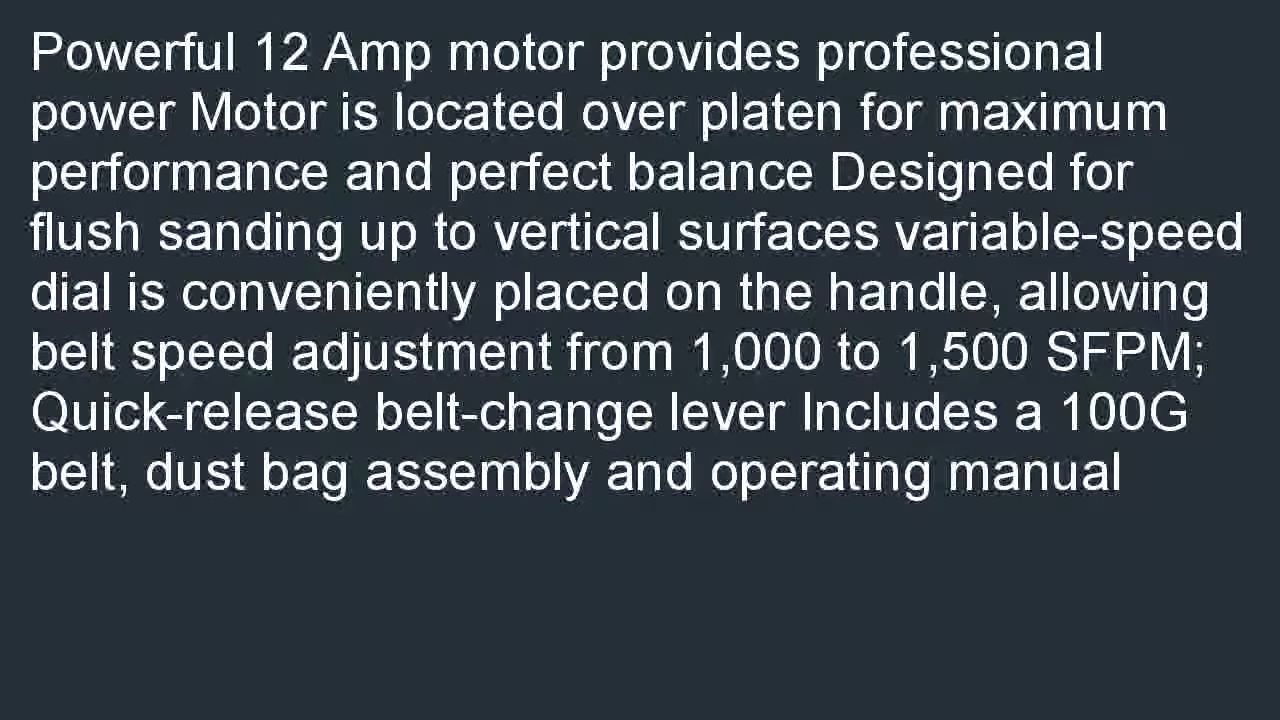 Powerful 12 Amp motor provides professional
power Motor is located over platen for maximum
performance and perfect balance Designed for
flush sanding up to vertical surfaces variable-speed
dial is conveniently placed on the handle, allowing
belt speed adjustment from 1,000 to 1,500 SFPM;
Quick-release belt-change lever Includes a 100G
belt, dust bag assembly and operating manual